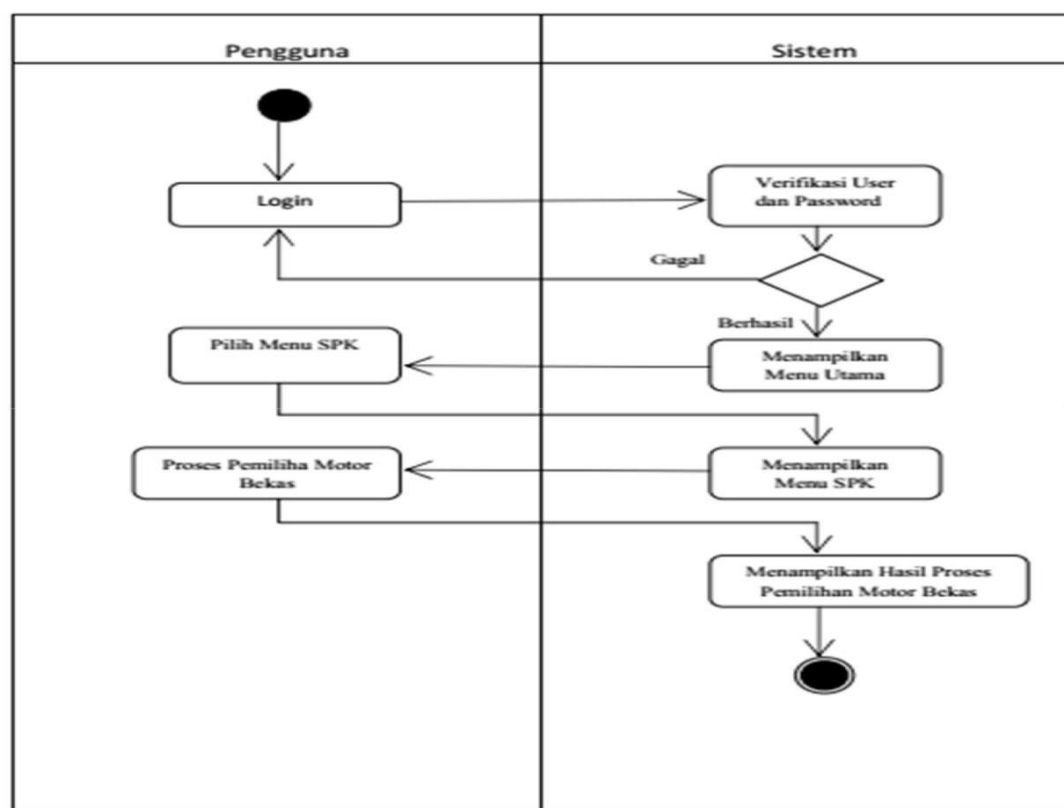 Pengguna
Sistem
Login
Verifikasi User
dan Password
Gagal
Berhasil
Pilih Menu SPK
Menampilkan
Menu Utama
Proses Pemiliha Motor
Bekas
Menampilkan
Menu SPK
Menampilkan Hasil Proses
Pemilihan Motor Bekas